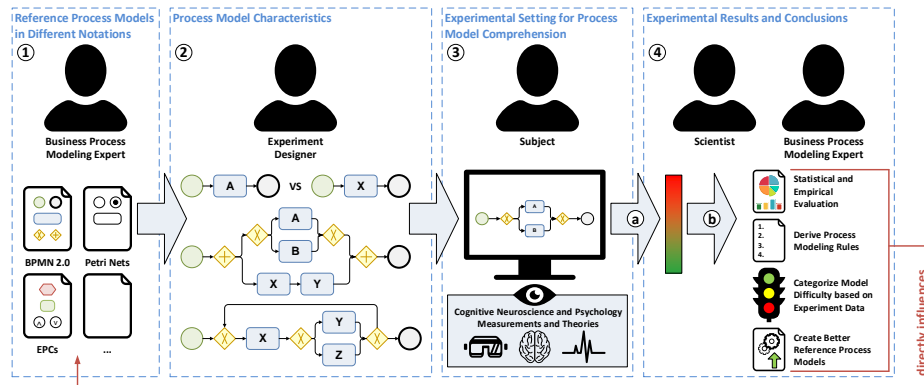 Reference Process Models
in Different Notations
1
Business Process
Modeling Expert
BPMN 2.0
Petri Nets
EPCs
...
Process Model Characteristics
2
Experiment
Designer
A
VS
X
A
B
X
Y
X
Y
Z
Experimental Setting for Process
Model Comprehension
3
Subject
A
B
Cognitive Neuroscience and Psychology
Measurements and Theories
a
Experimental Results and Conclusions
4
Scientist
Business Process
Modeling Expert
b
Statistical and
Empirical
Evaluation
1.
2.
3.
4.
Derive Process
Modeling Rules
Categorize Model
Difficulty based on
Experiment Data
Create Better
Reference Process
Models
directly influences